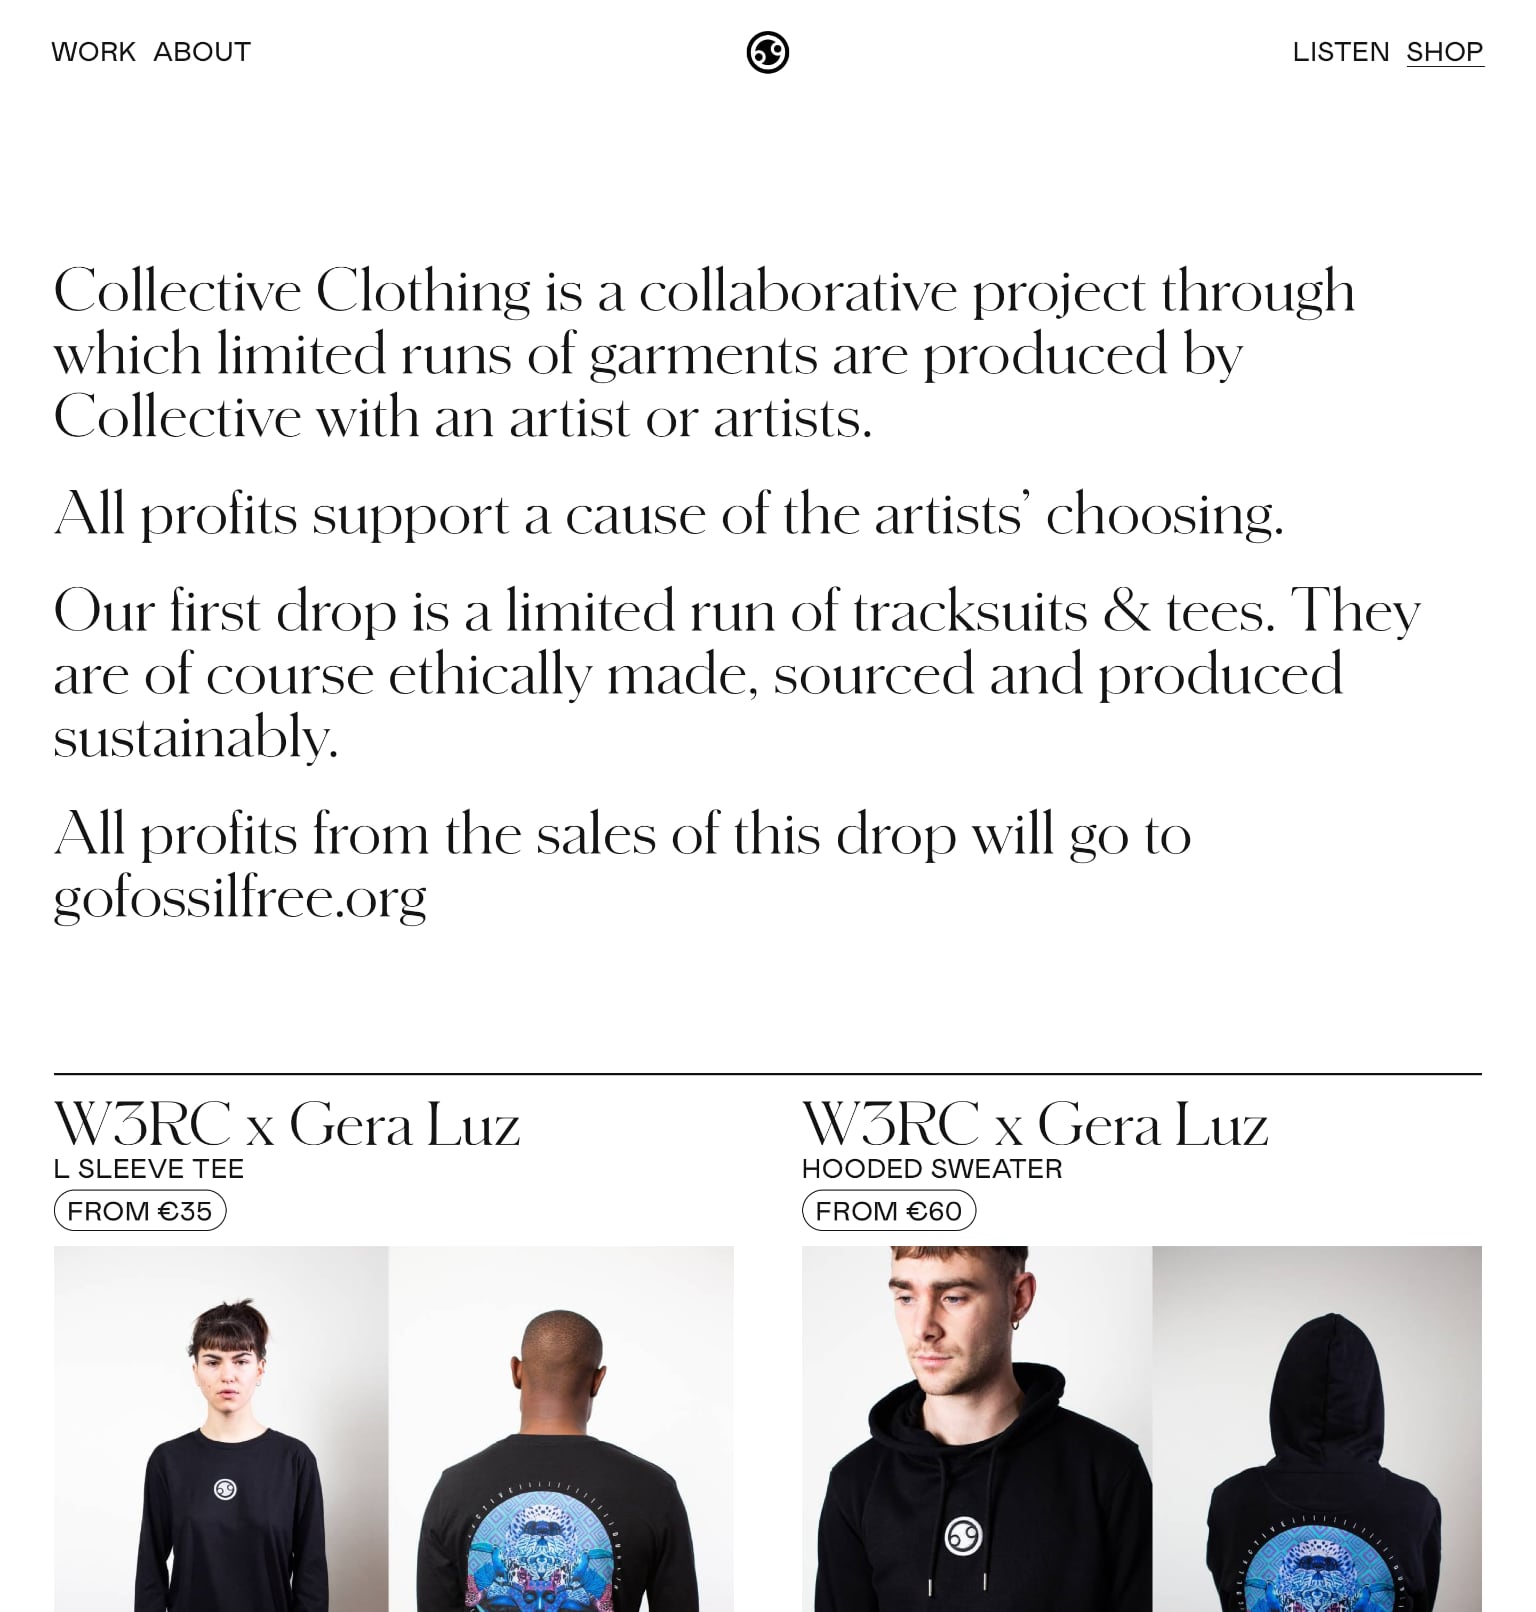 WORK ABOUT
LISTEN SHOP
Collective Clothing is a collaborative project through
which limited runs of garments are produced by
Collective with an artist or artists.
All profits support a cause of the artists’ choosing.
Our first drop is a limited run of tracksuits & tees. They
are of course ethically made, sourced and produced
sustainably.
All profits from the sales of this drop will go to
gofossilfree.org
W3RC x Gera Luz
L SLEEVE TEE
FROM €35
W3RC x Gera Luz
HOODED SWEATER
FROM €60